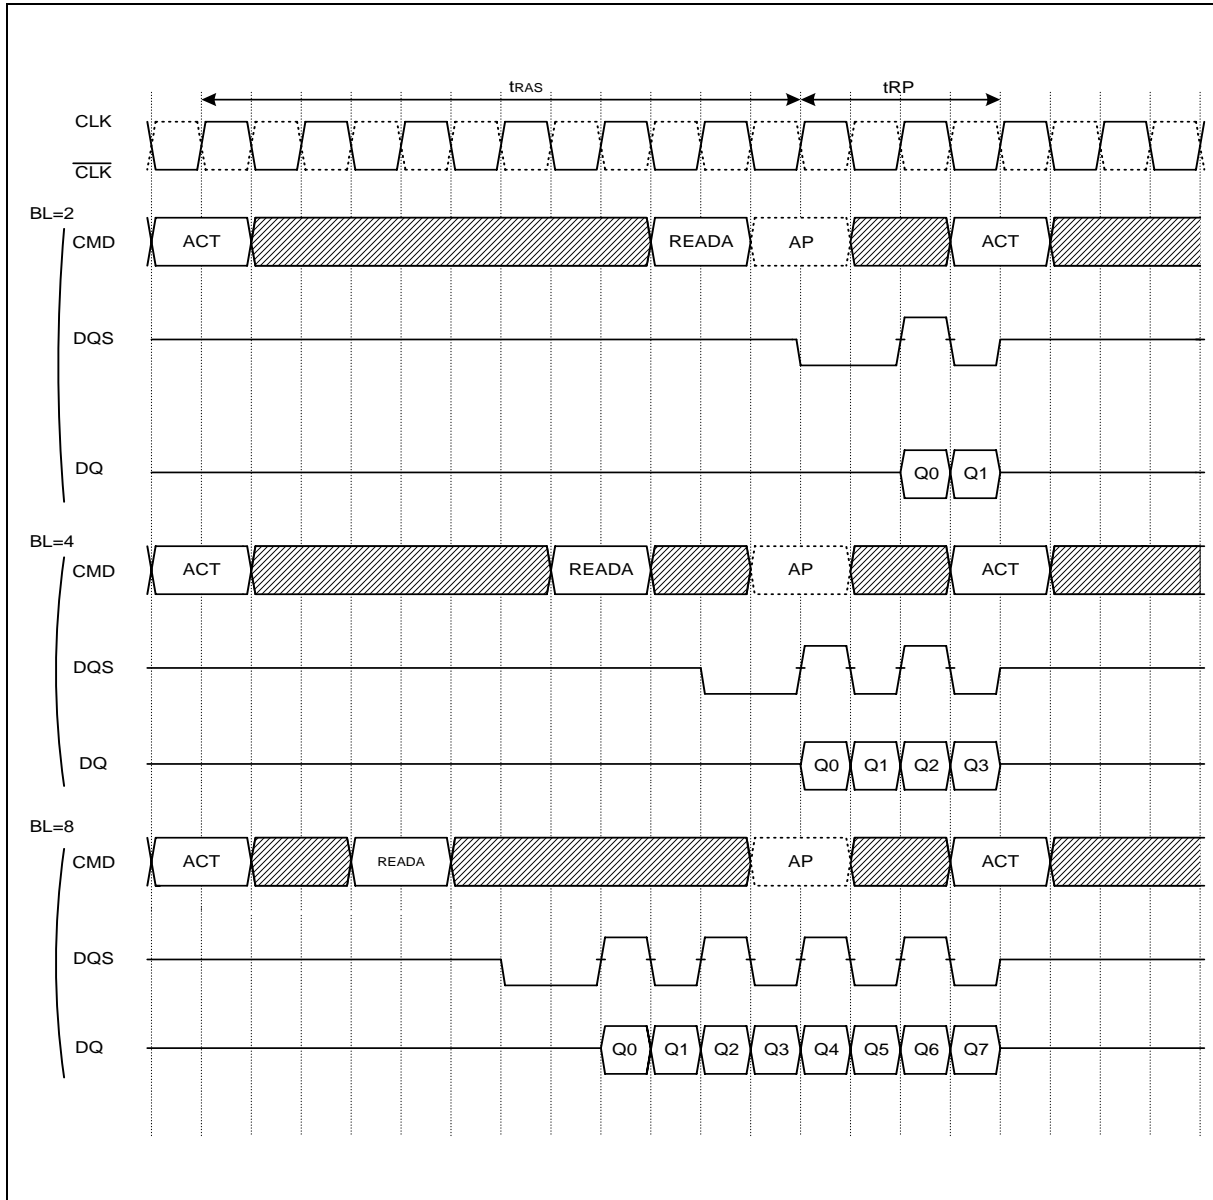 tRAS tRP
CLK
CLK
BL=2
CMD ACT READA AP ACT
DQS
DQ Q0 Q1
BL=4
CMD ACT READA AP ACT
DQS
DQ Q0 Q1 Q2 Q3
BL=8
CMD ACT READA AP ACT
DQS
DQ Q0 Q1 Q2 Q3 Q4 Q5 Q6 Q7